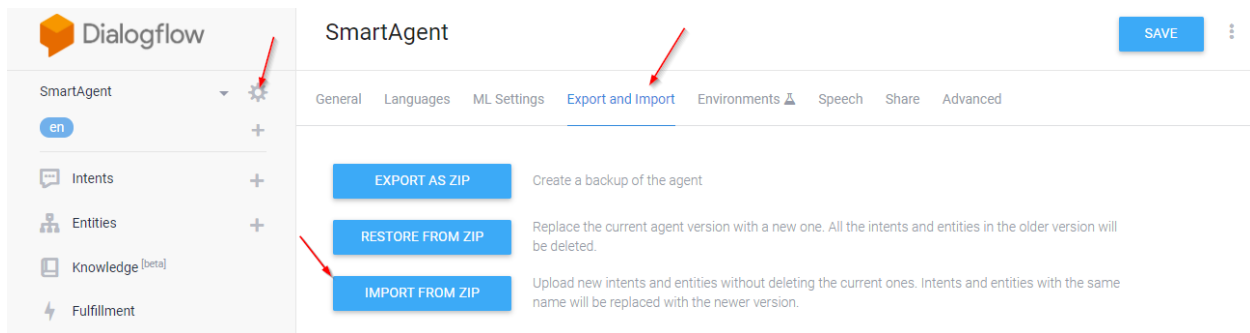 Dialogflow
SmartAgent
SAVE
SmartAgent
en
General Languages ML Settings Export and Import Environments Speech Share Advanced
Intents
Entities
Knowledge [beta]
Fulfillment
EXPORT AS ZIP
Create a backup of the agent
RESTORE FROM ZIP
Replace the current agent version with a new one. All the intents and entities in the older version will
be deleted.
IMPORT FROM ZIP
Upload new intents and entities without deleting the current ones. Intents and entities with the same
name will be replaced with the newer version.